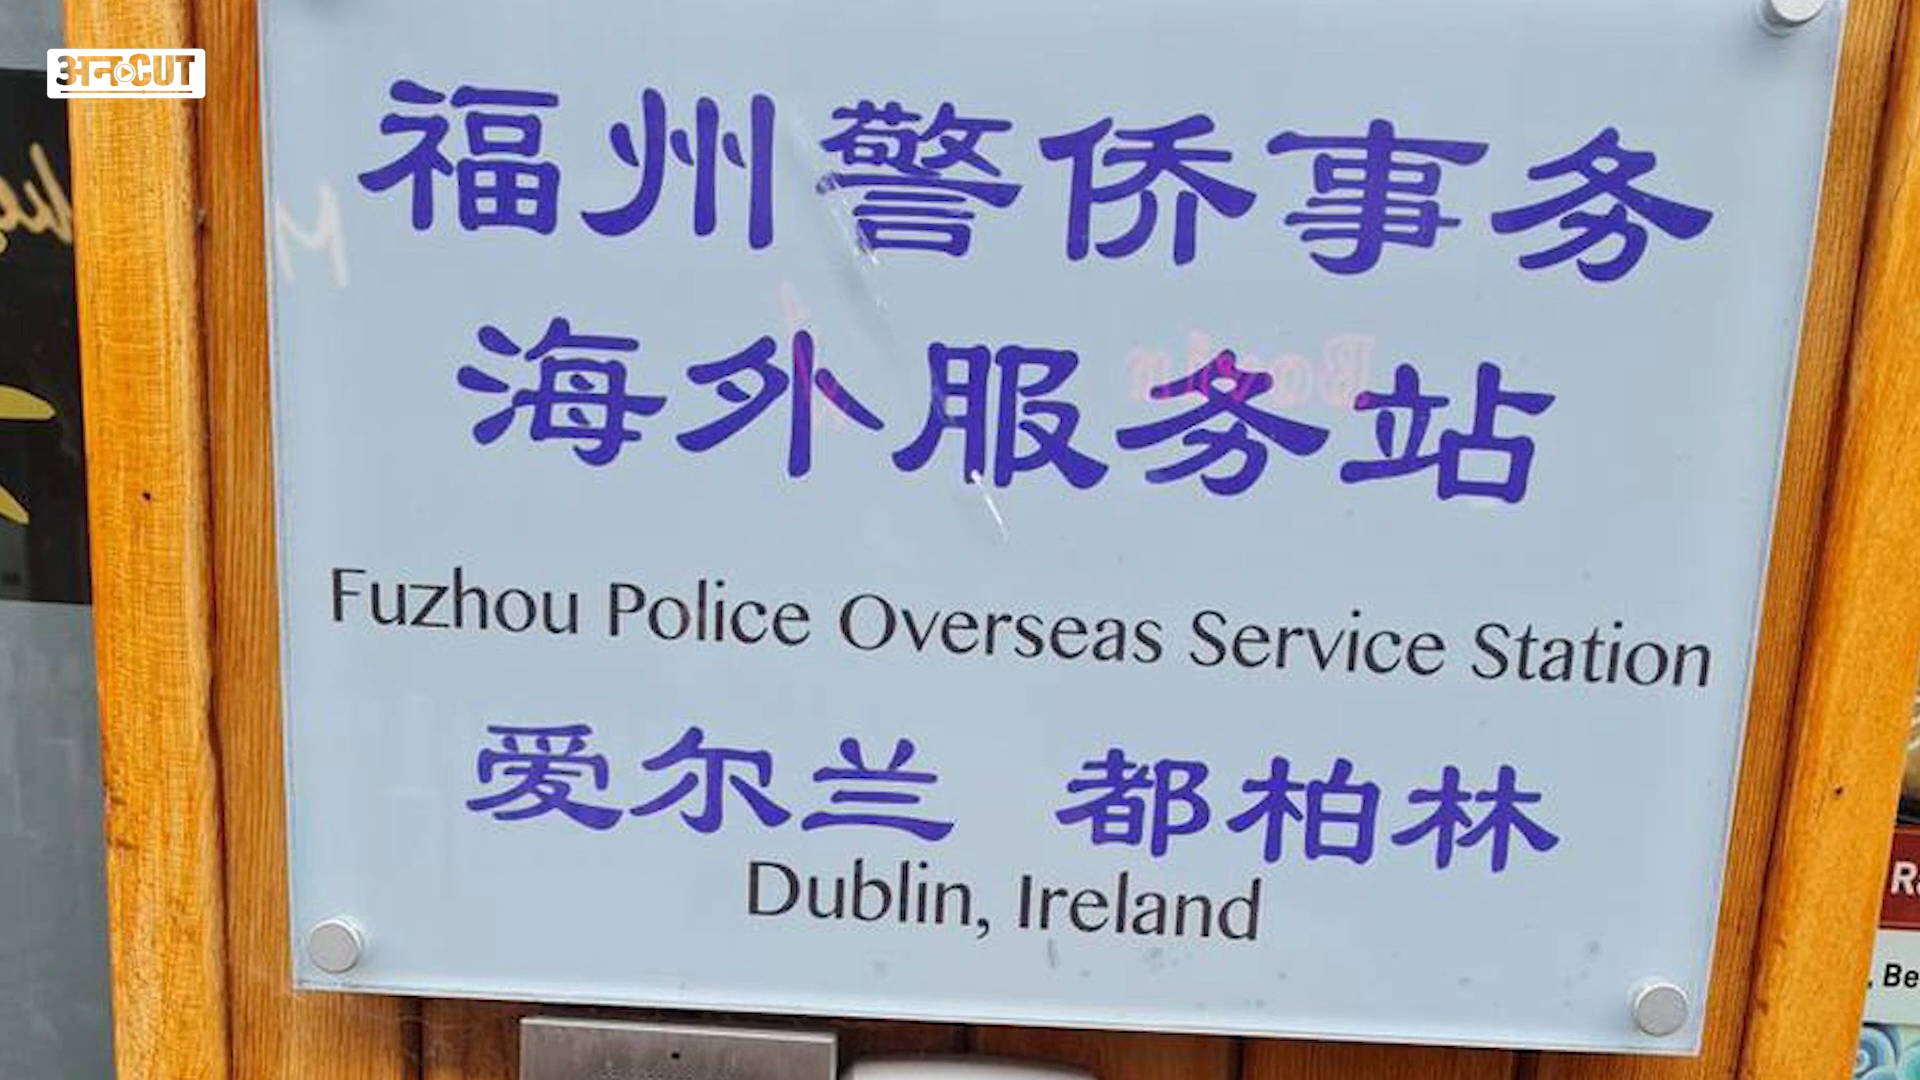 अनCUT
福州警侨事务
海外服务站
Fuzhou Police Overseas Service Station
爱尔兰 都柏林
Dublin, Ireland